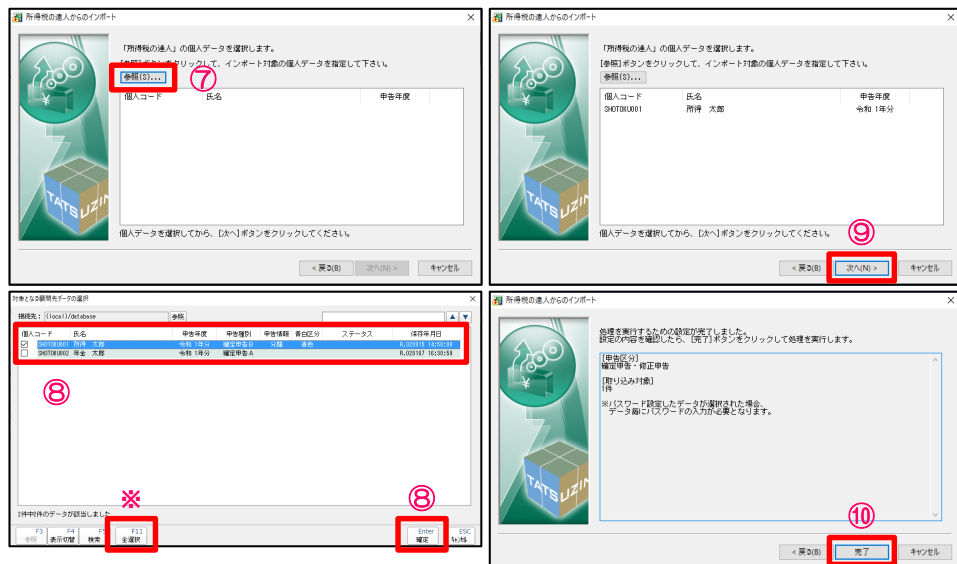 所得税の達人からのインポート
「所得税の達人」の個人データを選択します。
[参照]ボタンをクリックして、インポート対象の個人データを指定して下さい。
参照(S)...
⑦
個人コード 氏名 申告年度
TATSUZIN
個人データを選択してから、[次へ]ボタンをクリックしてください。
< 戻る(B) 次へ(N) > キャンセル
所得税の達人からのインポート
「所得税の達人」の個人データを選択します。
[参照]ボタンをクリックして、インポート対象の個人データを指定して下さい。
参照(S)...
個人コード 氏名 申告年度
SHOTOKU001 所得 太郎 令和 1年分
TATSUZIN
個人データを選択してから、[次へ]ボタンをクリックしてください。
⑨
< 戻る(B) 次へ(N) > キャンセル
対象となる顧問先データの選択
接続先: (local)/database 参照
個人コード 氏名 申告年度 申告種別 申告情報 青白区分 ステータス 保存年月日
SHOTOKU001 所得 太郎 令和 1年分 確定申告B 分離 青色
SHOTOKU002 年金 太郎 令和 1年分 確定申告A
⑧
※
⑧
2件中2件のデータが該当しました
F3 F4 F5 F11 Enter ESC
参照 表示切替 検索 全選択 確定 ｷｬﾝｾﾙ
所得税の達人からのインポート
処理を実行するための設定が完了しました。
設定の内容を確認したら、[完了]ボタンをクリックして処理を実行します。
[申告区分]
確定申告・修正申告
[取り込み対象]
1件
※パスワード設定したデータが選択された場合、
データ毎にパスワードの入力が必要となります。
TATSUZIN
⑩
< 戻る(B) 完了 キャンセル